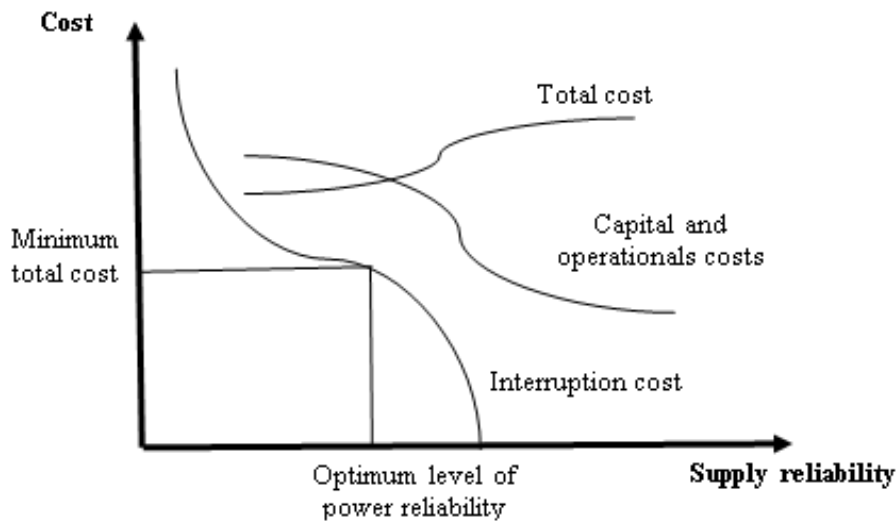 Cost
Total cost
Capital and
operationals costs
Minimum
total cost
Interruption cost
Optimum level of
power reliability
Supply reliability